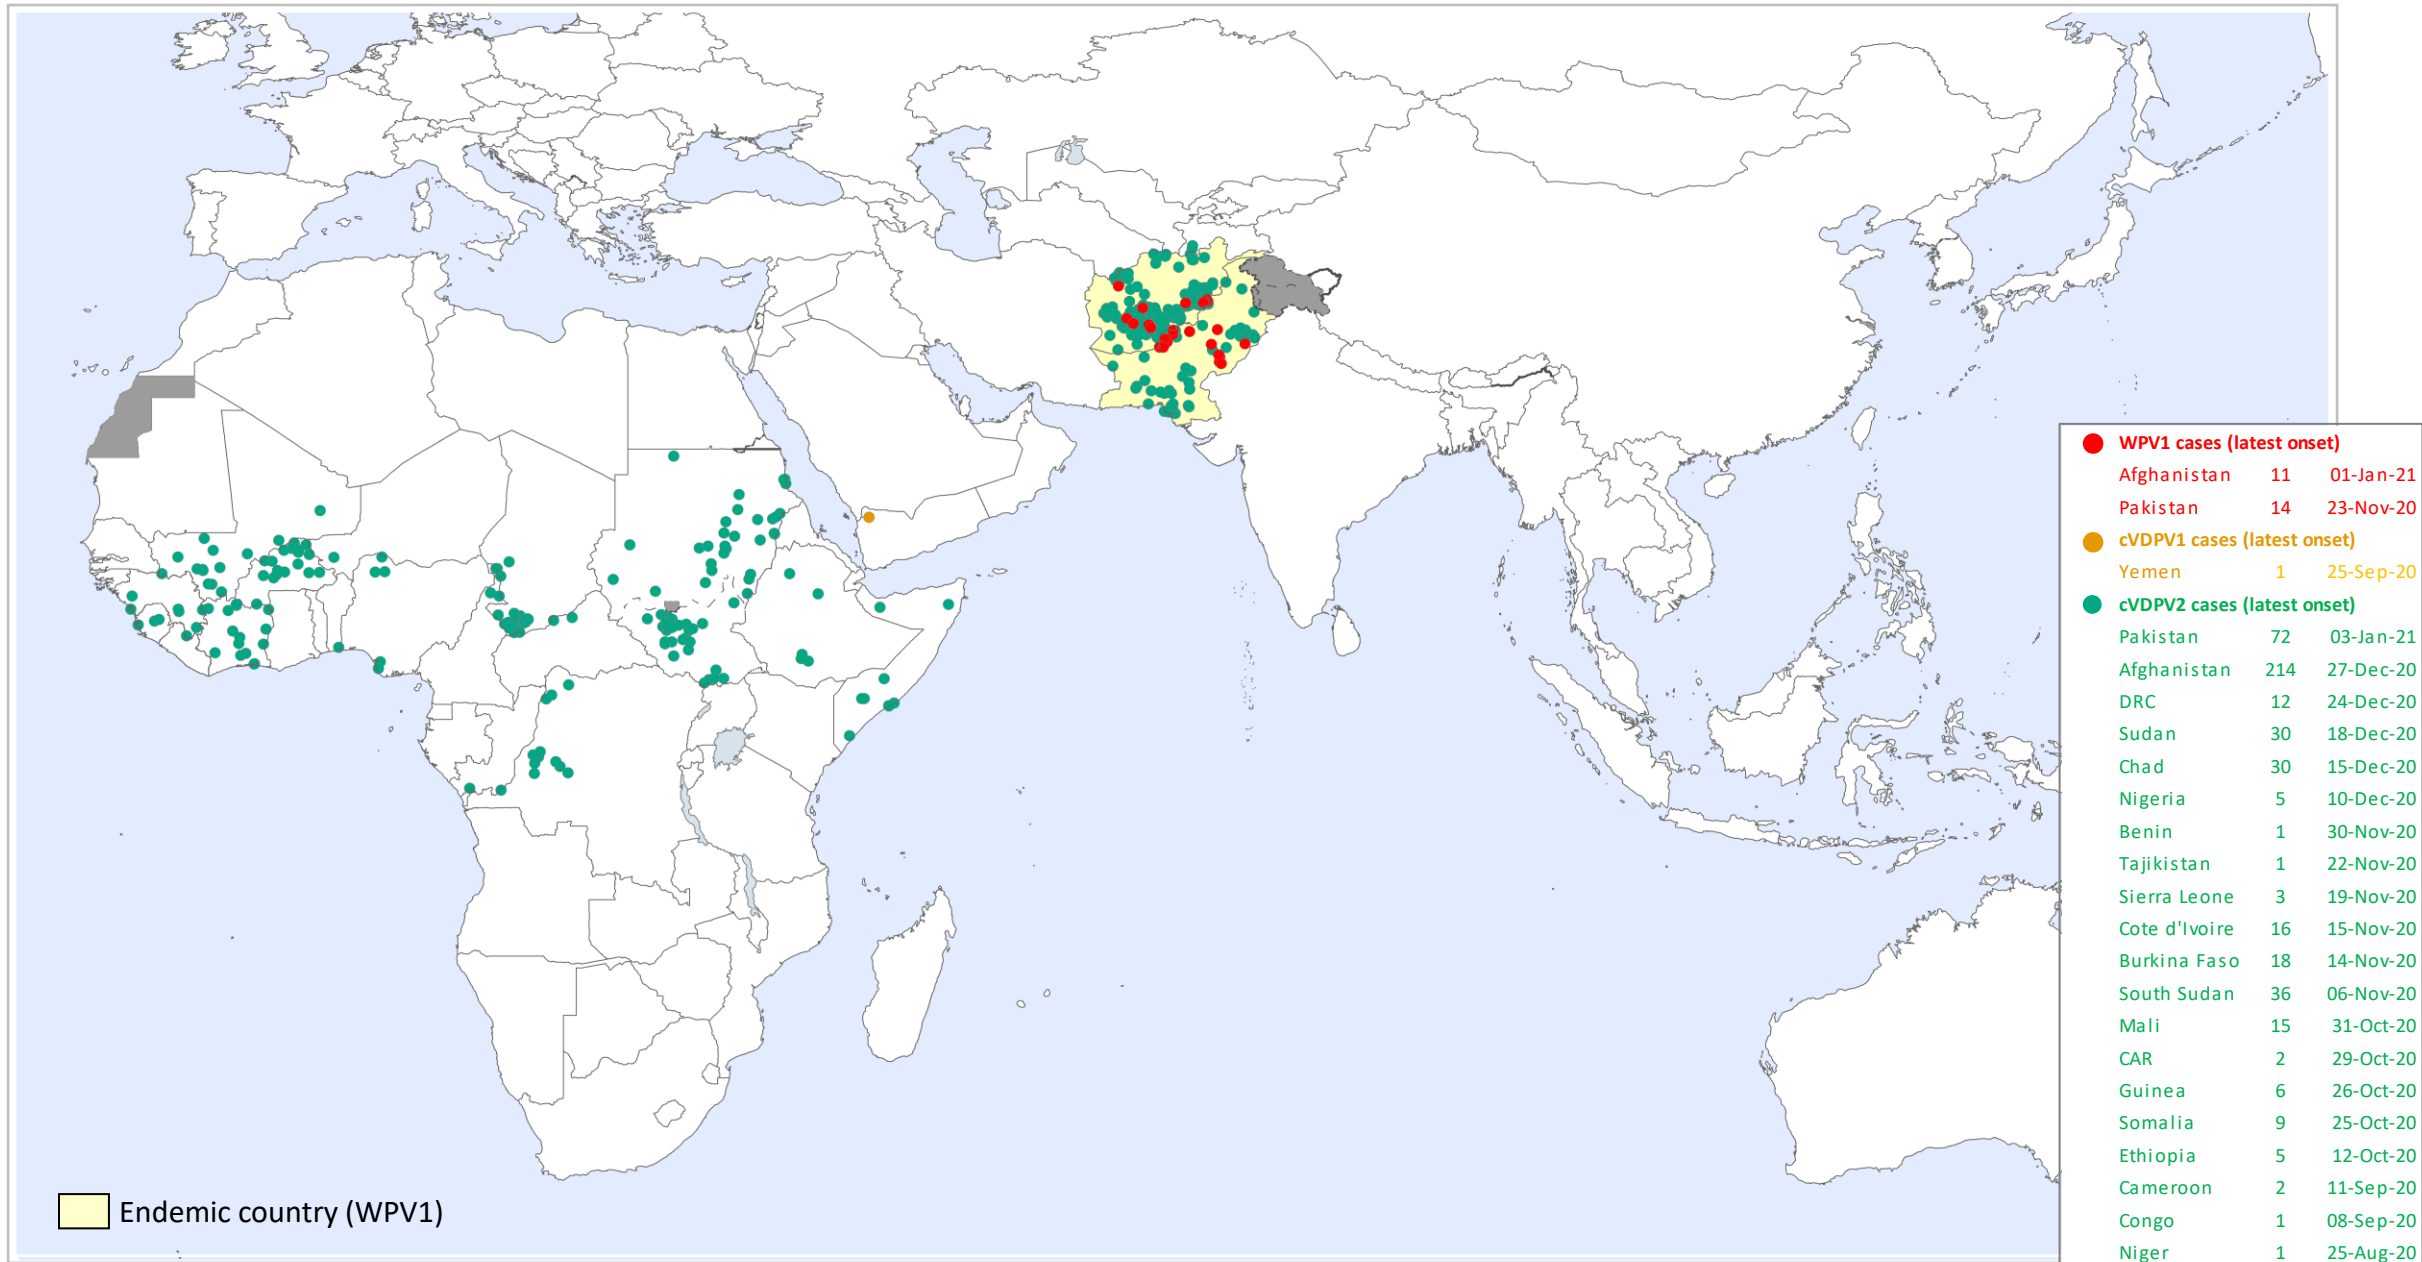 WPV1 cases (latest onset)
Afghanistan 11 01-Jan-21
Pakistan 14 23-Nov-20
cVDPV1 cases (latest onset)
Yemen 1 25-Sep-20
cVDPV2 cases (latest onset)
Pakistan 72 03-Jan-21
Afghanistan 214 27-Dec-20
DRC 12 24-Dec-20
Sudan 30 18-Dec-20
Chad 30 15-Dec-20
Nigeria 5 10-Dec-20
Benin 1 30-Nov-20
Tajikistan 1 22-Nov-20
Sierra Leone 3 19-Nov-20
Cote d'Ivoire 16 15-Nov-20
Burkina Faso 18 14-Nov-20
South Sudan 36 06-Nov-20
Mali 15 31-Oct-20
CAR 2 29-Oct-20
Guinea 6 26-Oct-20
Somalia 9 25-Oct-20
Ethiopia 5 12-Oct-20
Cameroon 2 11-Sep-20
Congo 1 08-Sep-20
Niger 1 25-Aug-20
Endemic country (WPV1)